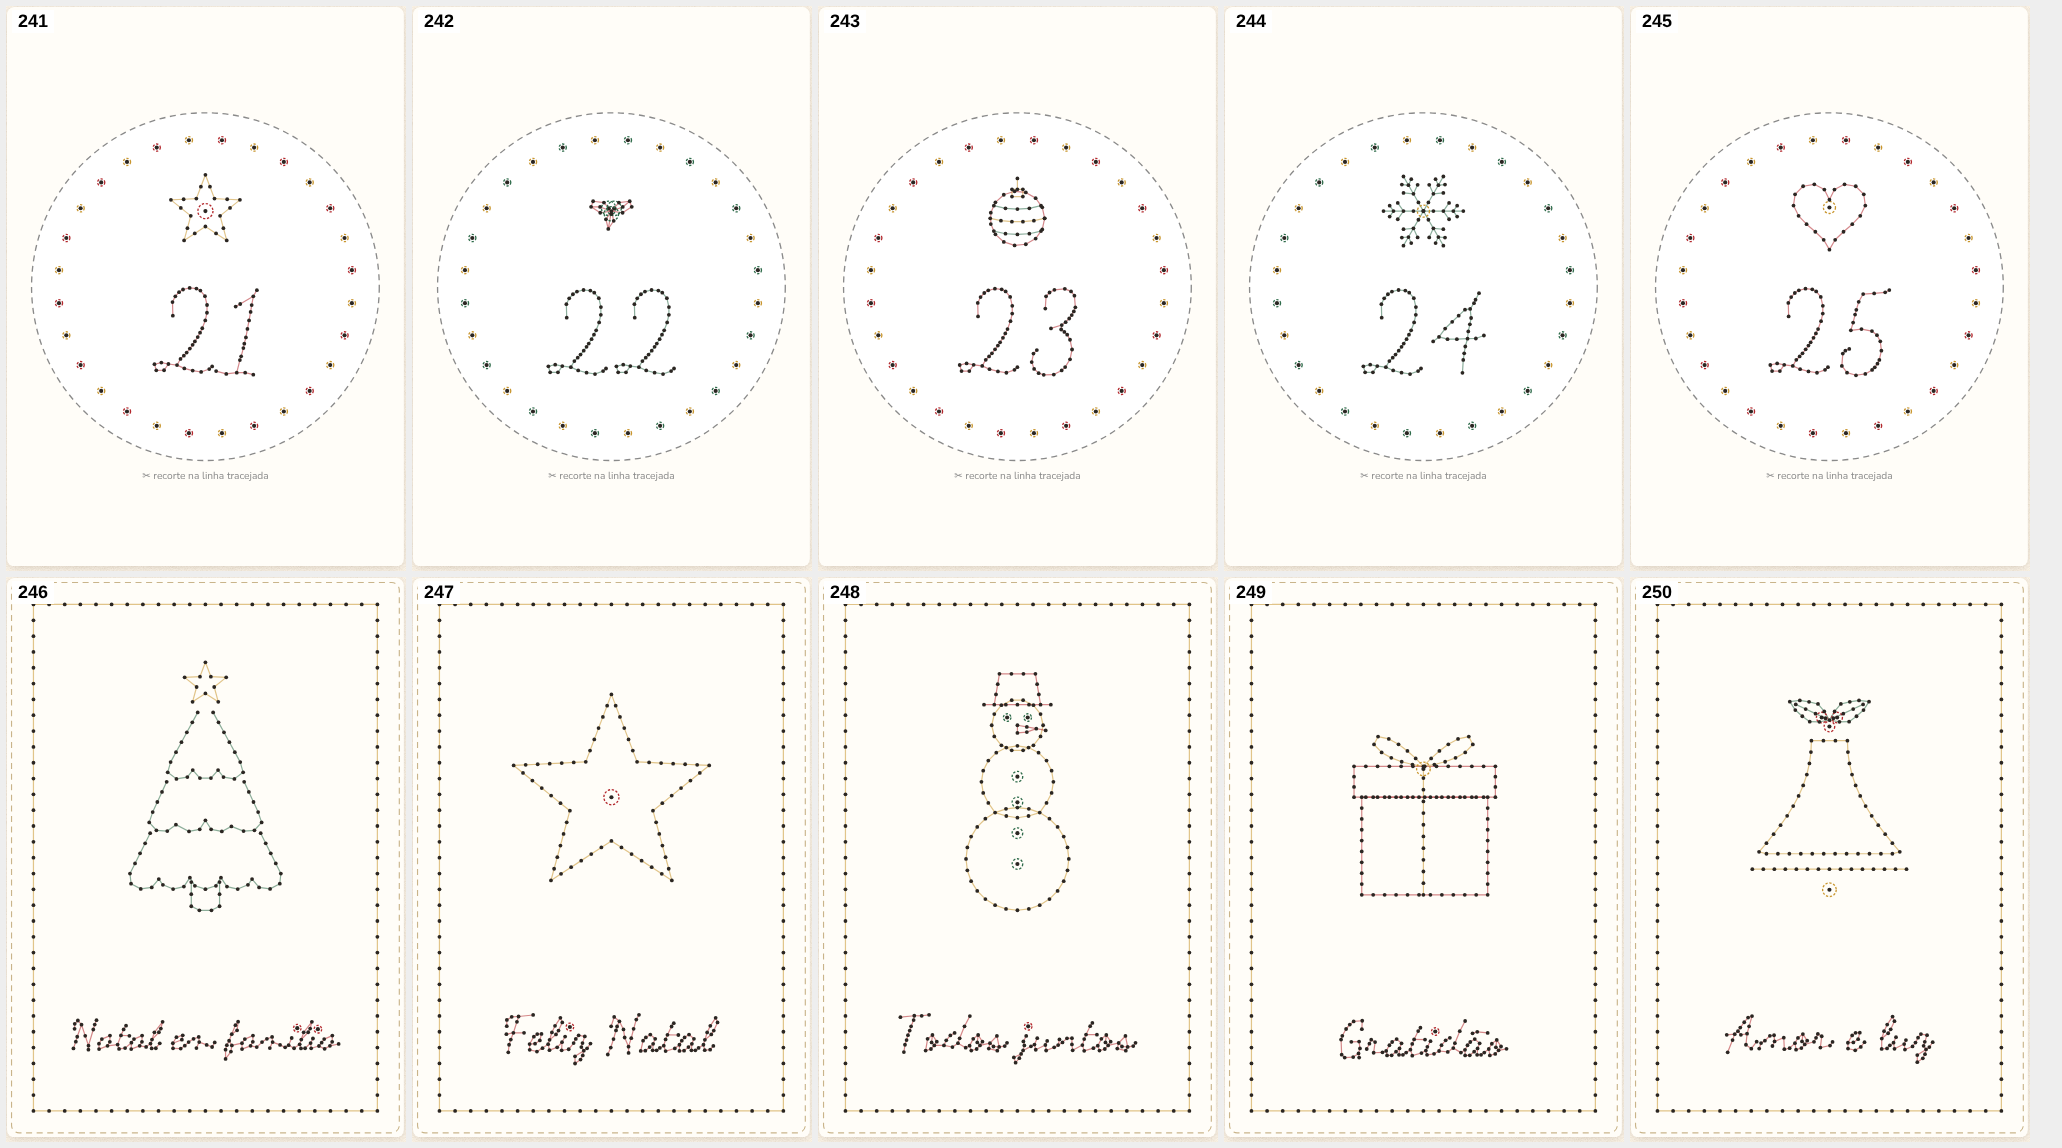 241
242
243
244
245
21
22
23
24
25
✂ recorte na linha tracejada
✂ recorte na linha tracejada
✂ recorte na linha tracejada
✂ recorte na linha tracejada
✂ recorte na linha tracejada
246
247
248
249
250
Natal em família
Feliz Natal
Tudo pronto
Gratidão
Amor e luz